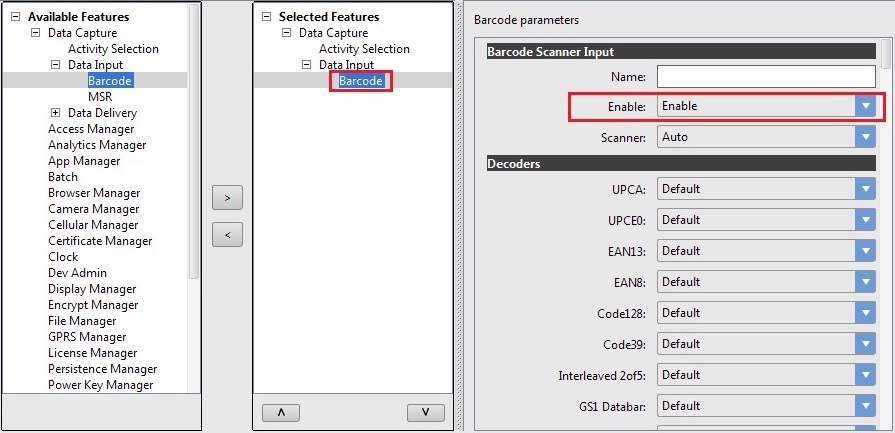 Available Features
Data Capture
Activity Selection
Data Input
Barcode
MSR
Data Delivery
Access Manager
Analytics Manager
App Manager
Batch
Browser Manager
Camera Manager
Cellular Manager
Certificate Manager
Clock
Dev Admin
Display Manager
Encrypt Manager
File Manager
GPRS Manager
License Manager
Persistence Manager
Power Key Manager
>
<
Selected Features
Data Capture
Activity Selection
Data Input
Barcode
Barcode parameters
Barcode Scanner Input
Name:
Enable: Enable
Scanner: Auto
Decoders
UPCA: Default
UPCE0: Default
EAN13: Default
EAN8: Default
Code128: Default
Code39: Default
Interleaved 2of5: Default
GS1 Databar: Default